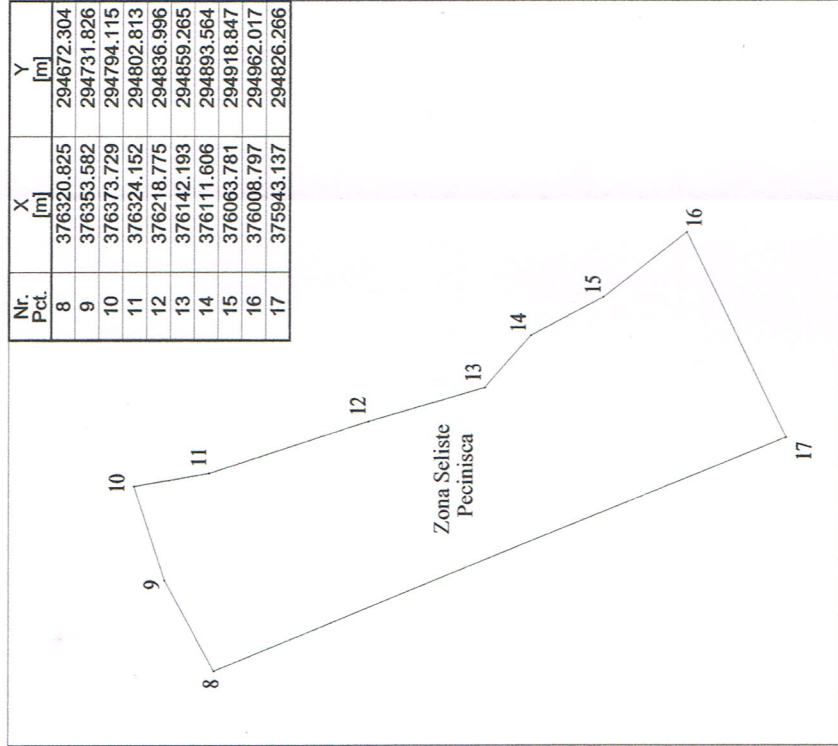 Nr. Pct. X [m] Y [m]
8 376320.825 294672.304
9 376353.582 294731.826
10 376373.729 294794.115
11 376324.152 294802.813
12 376218.775 294836.996
13 376142.193 294859.265
14 376111.606 294893.564
15 376063.781 294918.847
16 376008.797 294962.017
17 375943.137 294826.266
10
11
9
12
8
13
14
Zona Seliste
Pecinisca
15
16
17